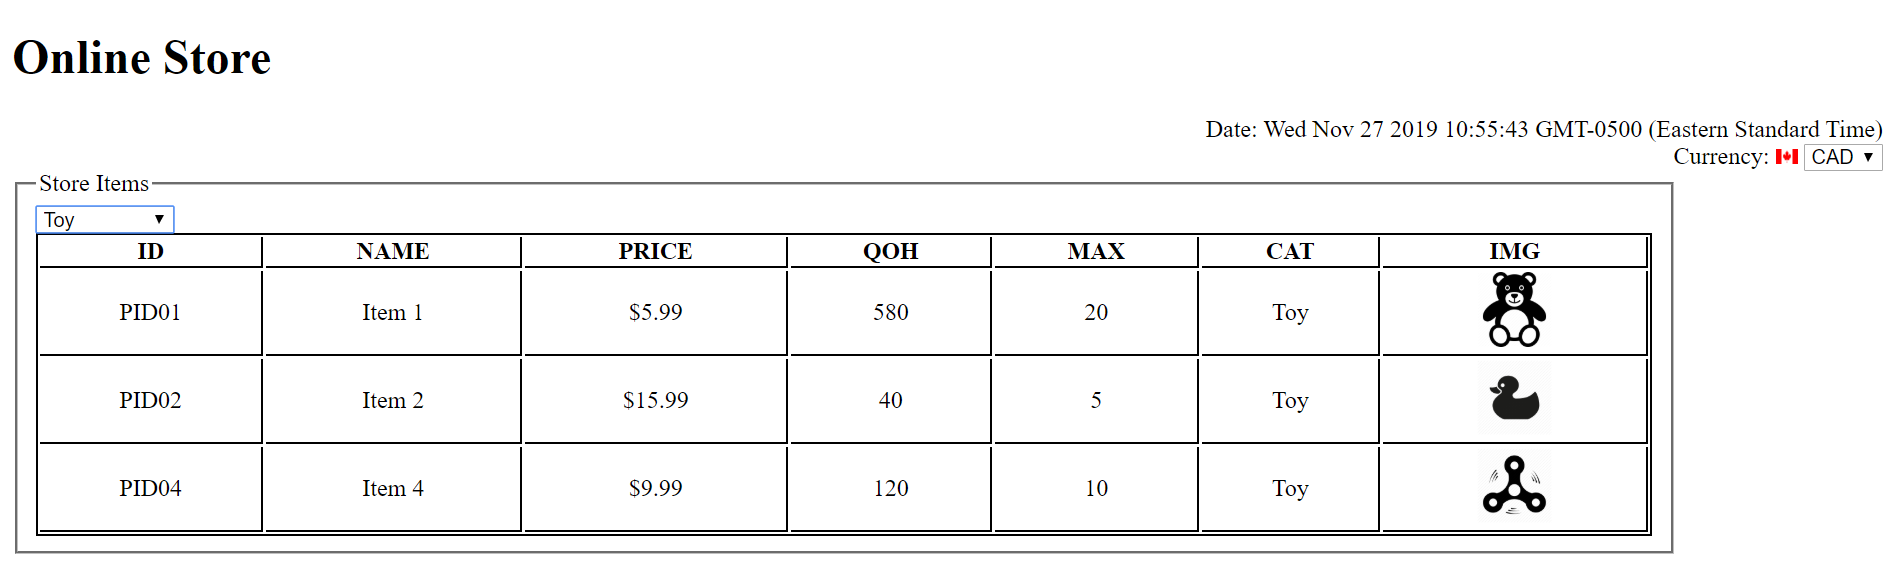 Online Store
Date: Wed Nov 27 2019 10:55:43 GMT-0500 (Eastern Standard Time)
Currency: CAD
Store Items
Toy
ID NAME PRICE QOH MAX CAT IMG
PID01 Item 1 $5.99 580 20 Toy
PID02 Item 2 $15.99 40 5 Toy
PID04 Item 4 $9.99 120 10 Toy